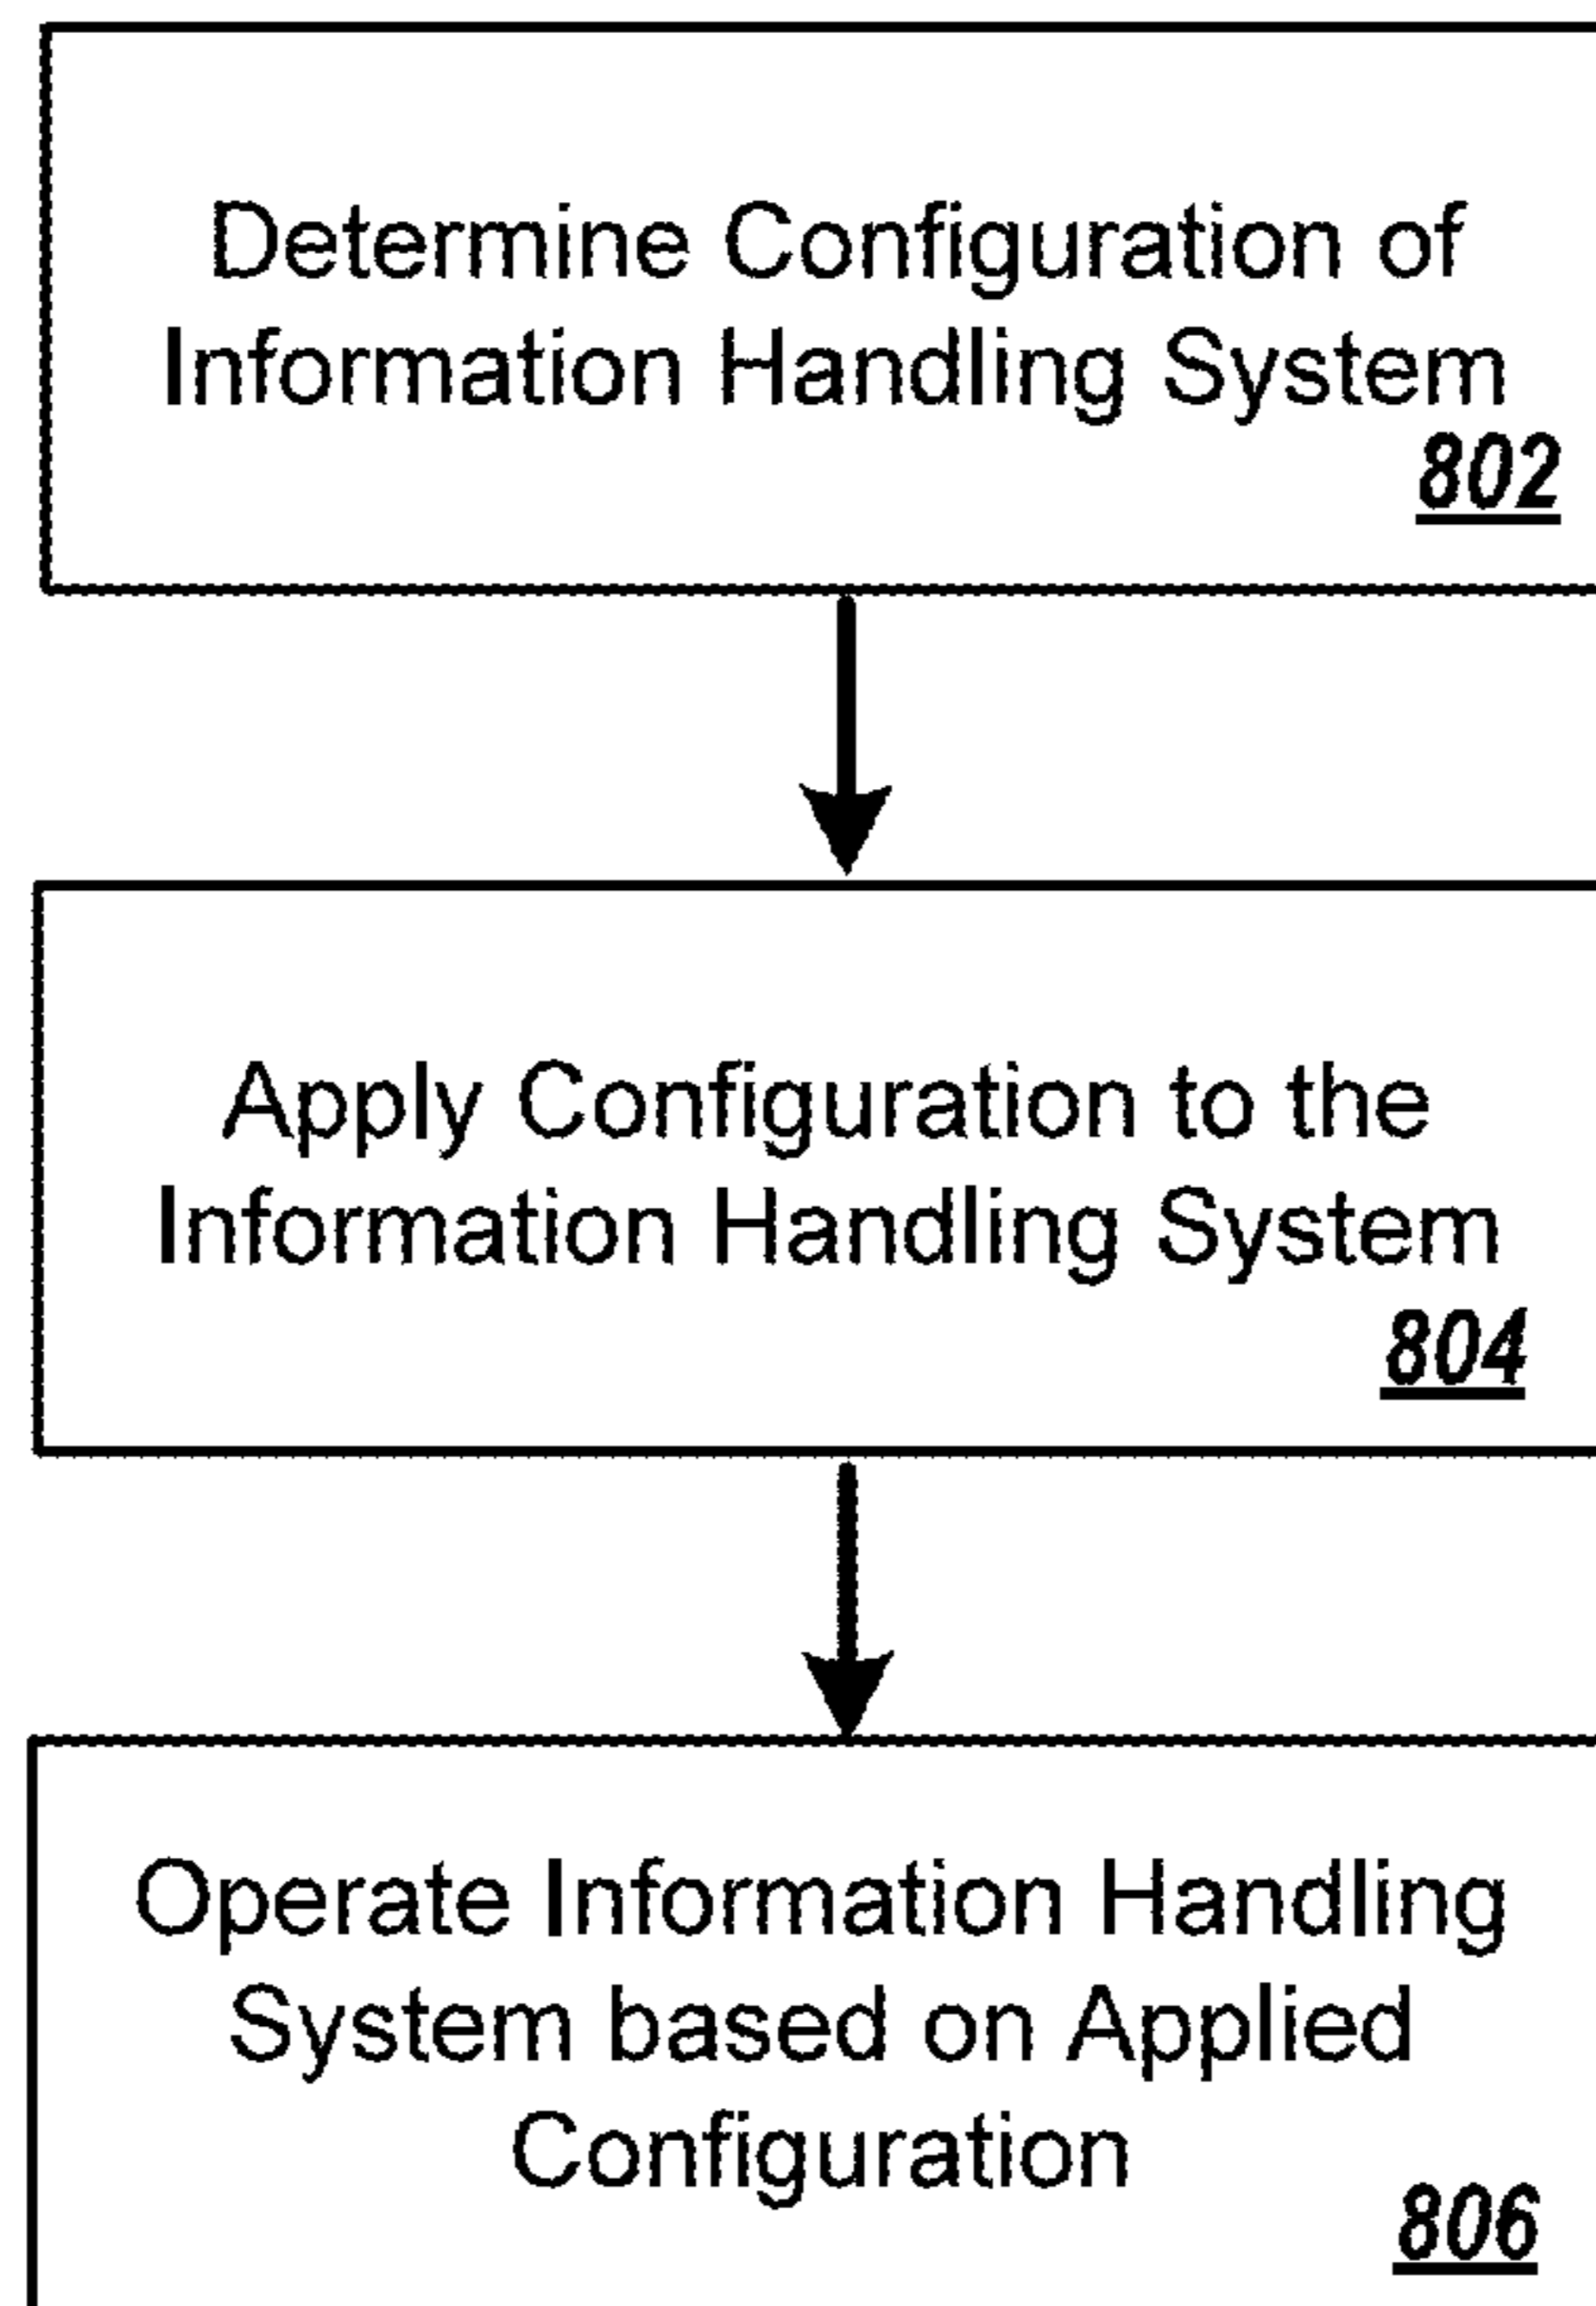 Determine Configuration of
Information Handling System
802
Apply Configuration to the
Information Handling System
804
Operate Information Handling
System based on Applied
Configuration
806